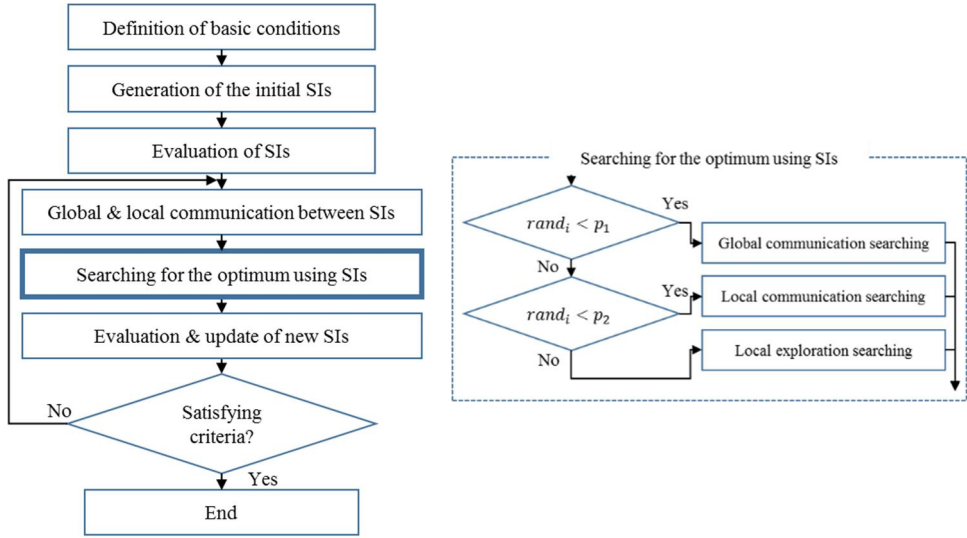 Definition of basic conditions
Generation of the initial SIs
Evaluation of SIs
Global & local communication between SIs
Searching for the optimum using SIs
Evaluation & update of new SIs
Satisfying
criteria?
No
Yes
End
Searching for the optimum using SIs
rand_i < p_1
Yes
Global communication searching
No
rand_i < p_2
Yes
Local communication searching
No
Local exploration searching